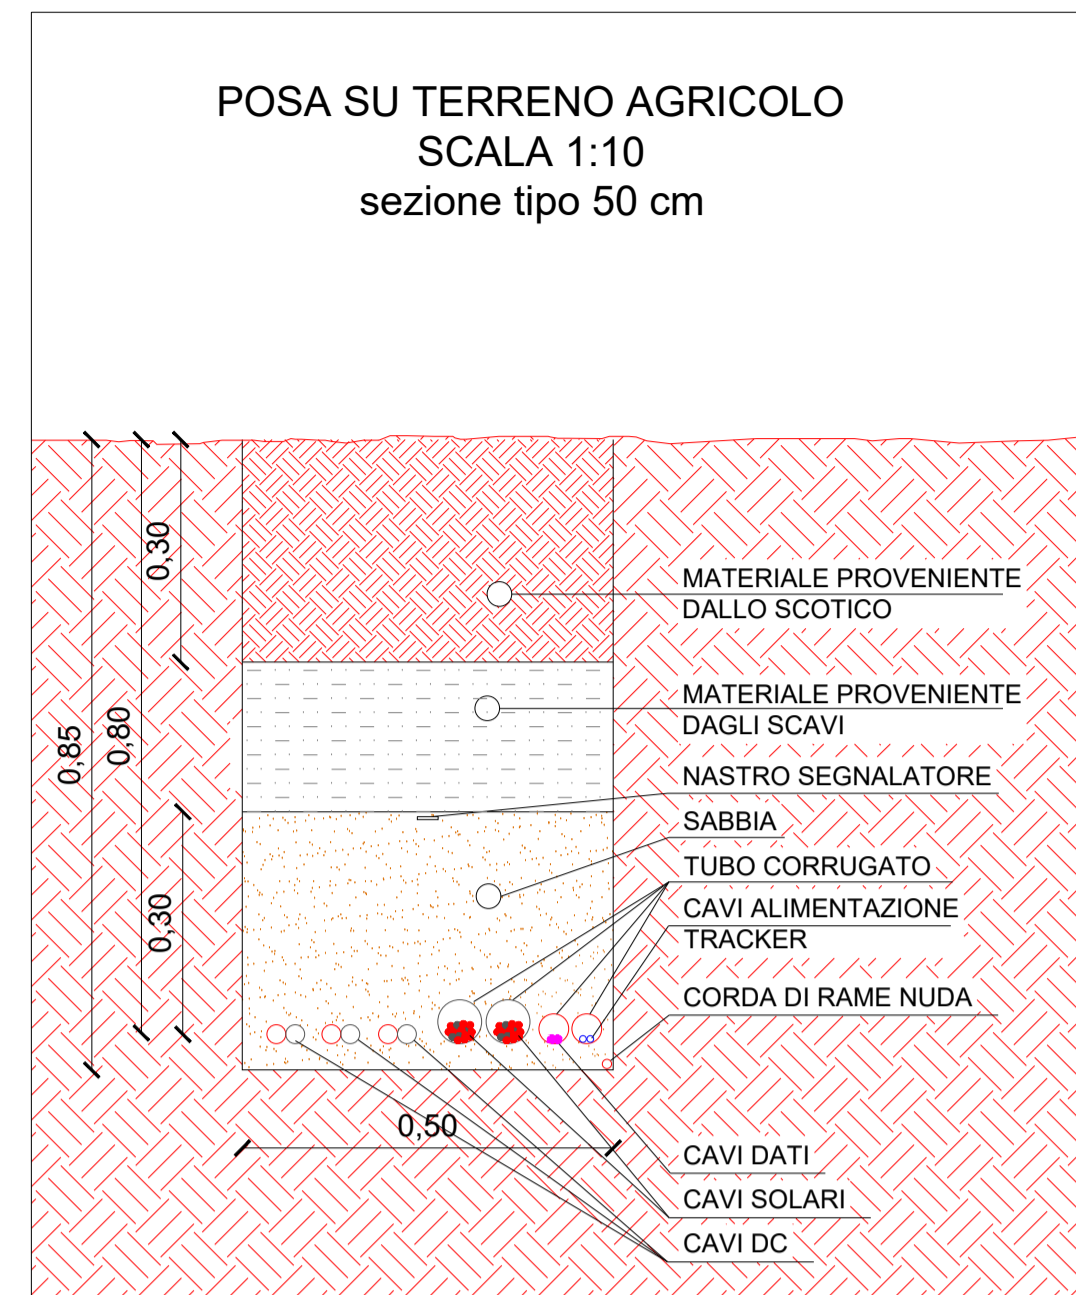 POSA SU TERRENO AGRICOLO
SCALA 1:10
sezione tipo 50 cm
0,30
0,80
0,85
0,30
0,50
MATERIALE PROVENIENTE
DALLO SCOTICO
MATERIALE PROVENIENTE
DAGLI SCAVI
NASTRO SEGNALATORE
SABBIA
TUBO CORRUGATO
CAVI ALIMENTAZIONE
TRACKER
CORDA DI RAME NUDA
CAVI DATI
CAVI SOLARI
CAVI DC